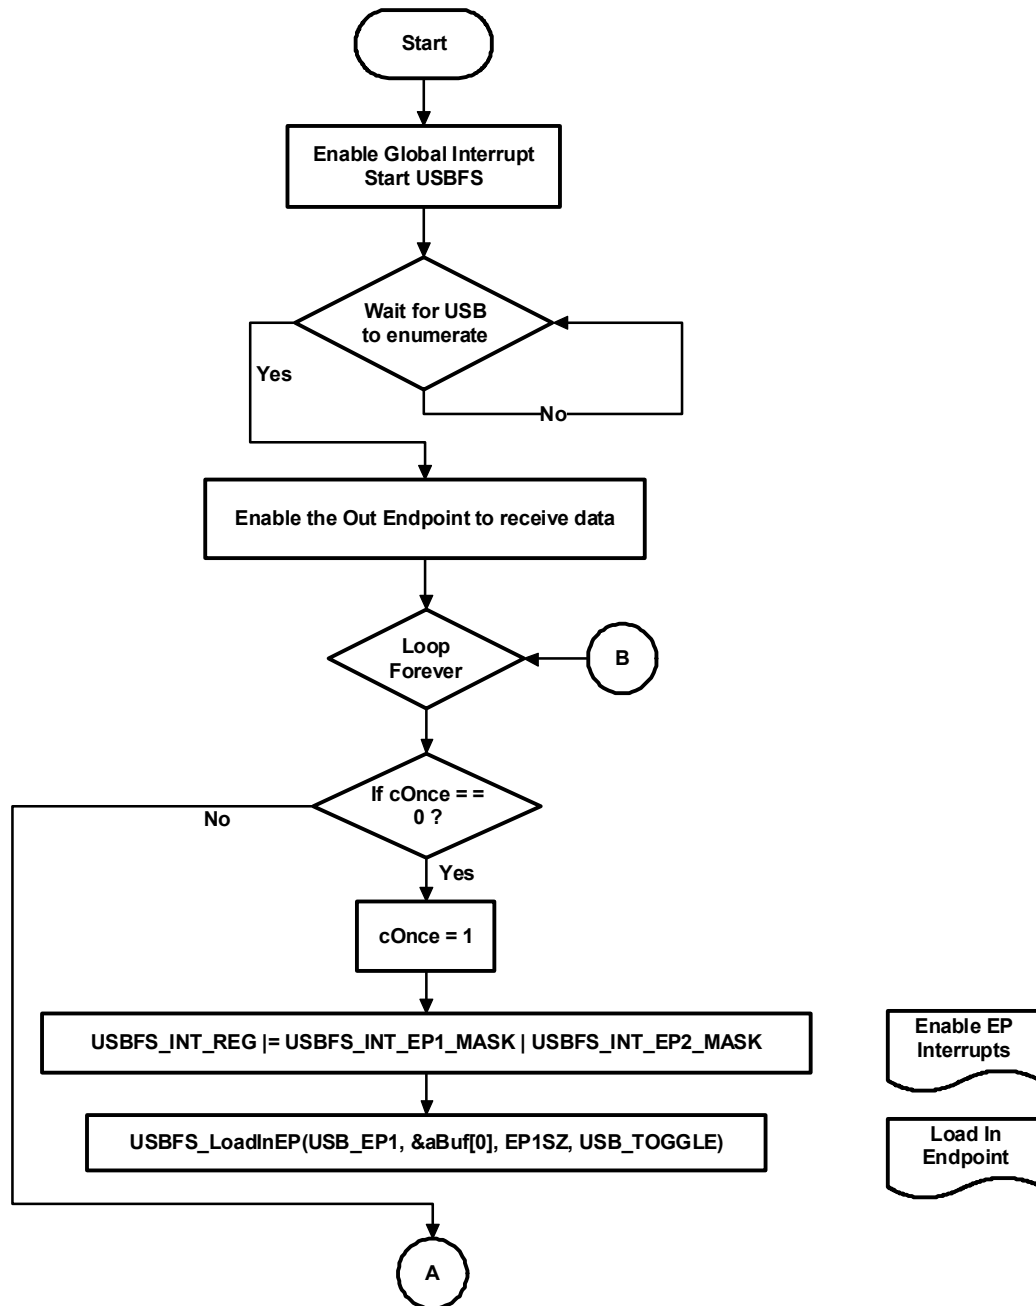 Start
Enable Global Interrupt
Start USBFS
Wait for USB
to enumerate
Yes
No
Enable the Out Endpoint to receive data
Loop
Forever
B
If cOnce = =
0 ?
No
Yes
cOnce = 1
USBFS_INT_REG |= USBFS_INT_EP1_MASK | USBFS_INT_EP2_MASK
Enable EP
Interrupts
USBFS_LoadInEP(USB_EP1, &aBuf[0], EP1SZ, USB_TOGGLE)
Load In
Endpoint
A